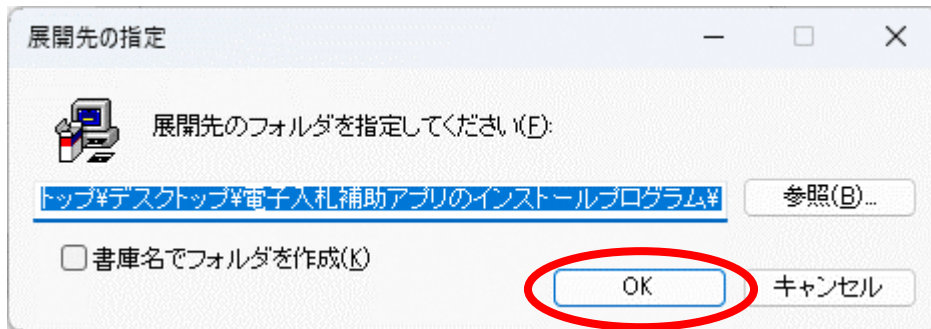 展開先の指定
展開先のフォルダを指定してください(F):
トップ¥デスクトップ¥電子入札補助アプリのインストールプログラム¥
参照(B)...
書庫名でフォルダを作成(K)
OK
キャンセル